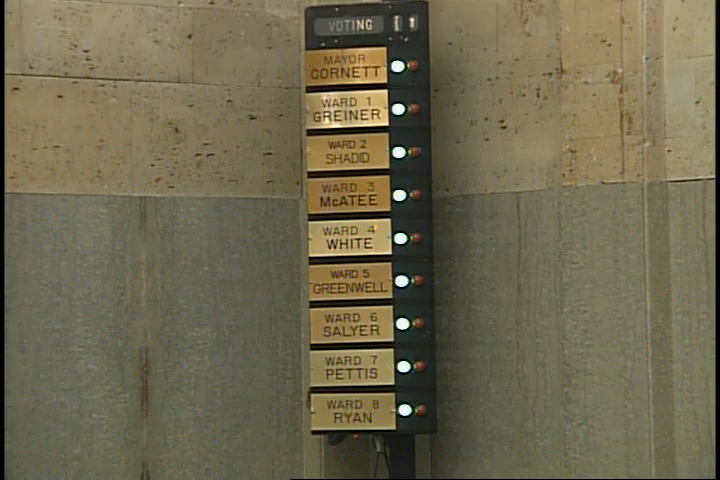 VOTING
MAYOR
CORNETT
WARD 1
GREINER
WARD 2
SHADID
WARD 3
McATEE
WARD 4
WHITE
WARD 5
GREENWELL
WARD 6
SALYER
WARD 7
PETTIS
WARD 8
RYAN